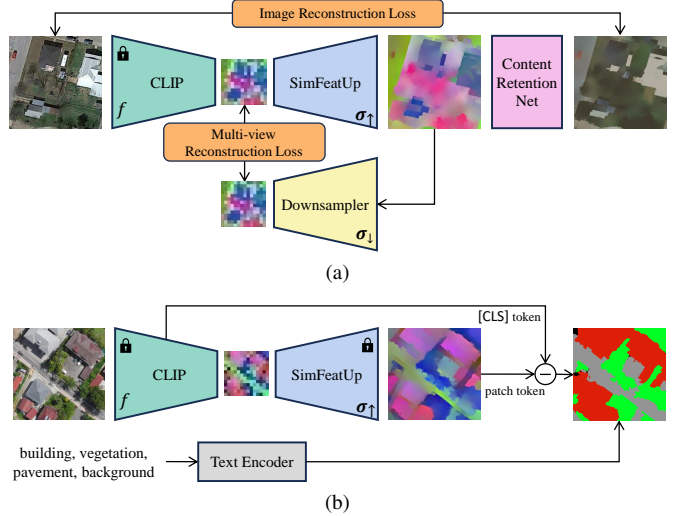 Image Reconstruction Loss
CLIP
f
SimFeatUp
σ↑
Content
Retention
Net
Multi-view
Reconstruction Loss
Downsampler
σ↓
(a)
[CLS] token
CLIP
f
SimFeatUp
σ↑
patch token
building, vegetation,
pavement, background
Text Encoder
(b)